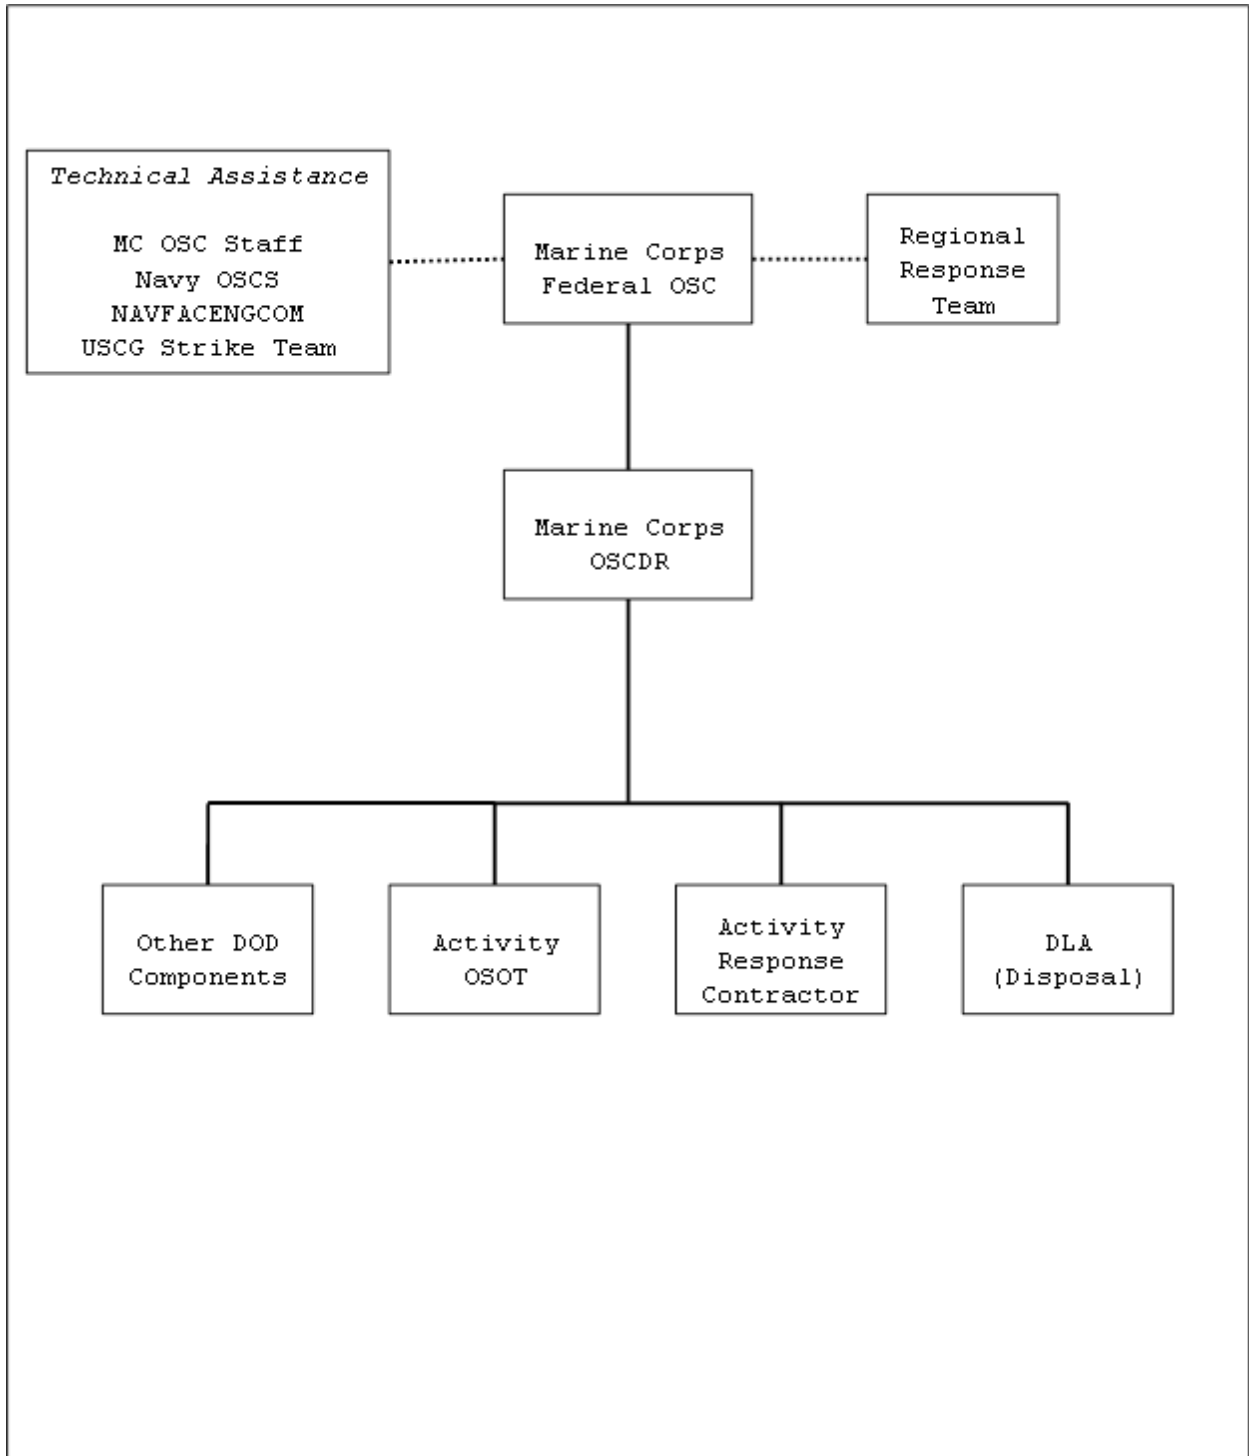 Technical Assistance
MC OSC Staff
Navy OSCS
NAVFACENGCOM
USCG Strike Team
Marine Corps
Federal OSC
Regional
Response
Team
Marine Corps
OSCDR
Other DOD
Components
Activity
OSOT
Activity
Response
Contractor
DLA
(Disposal)